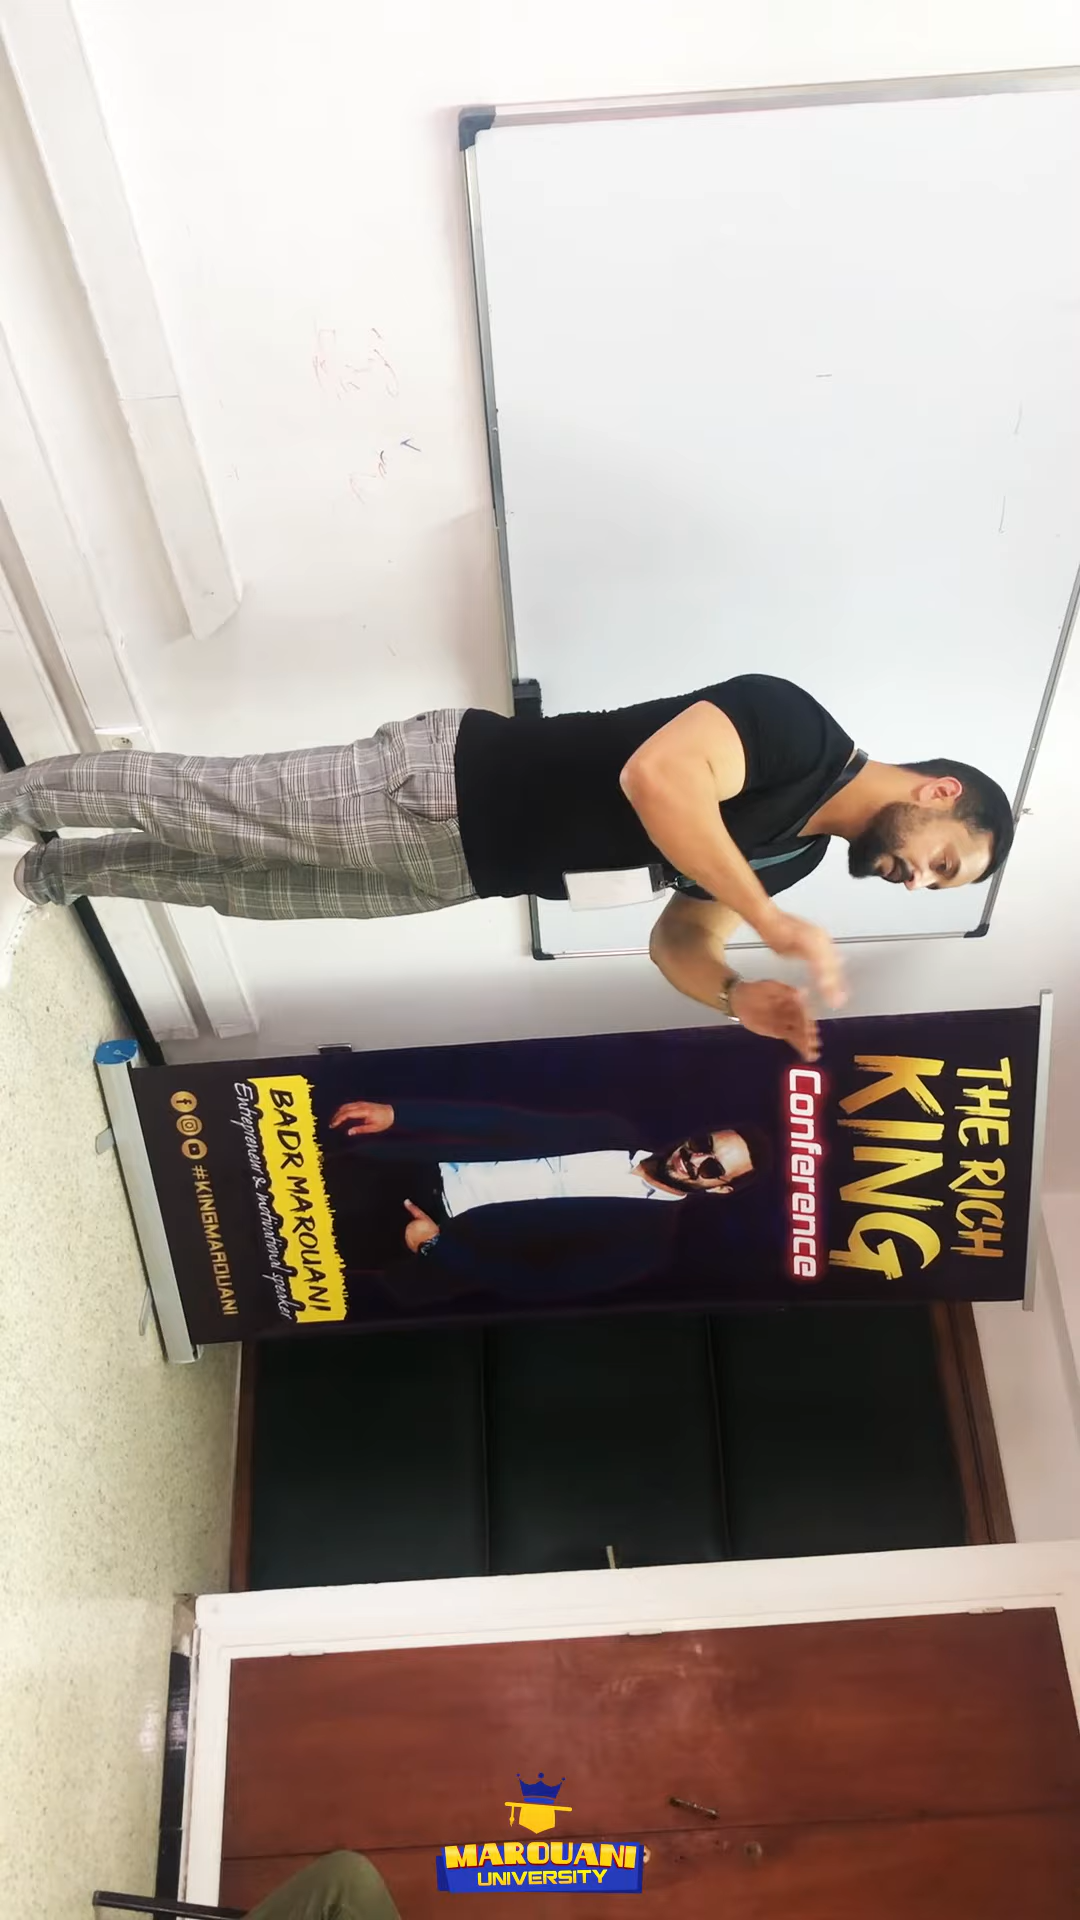 THE RICH
KING
Conference
BADR MAROUANI
Entrepreneur & motivational speaker
#KINGMAROUANI
MAROUANI
UNIVERSITY